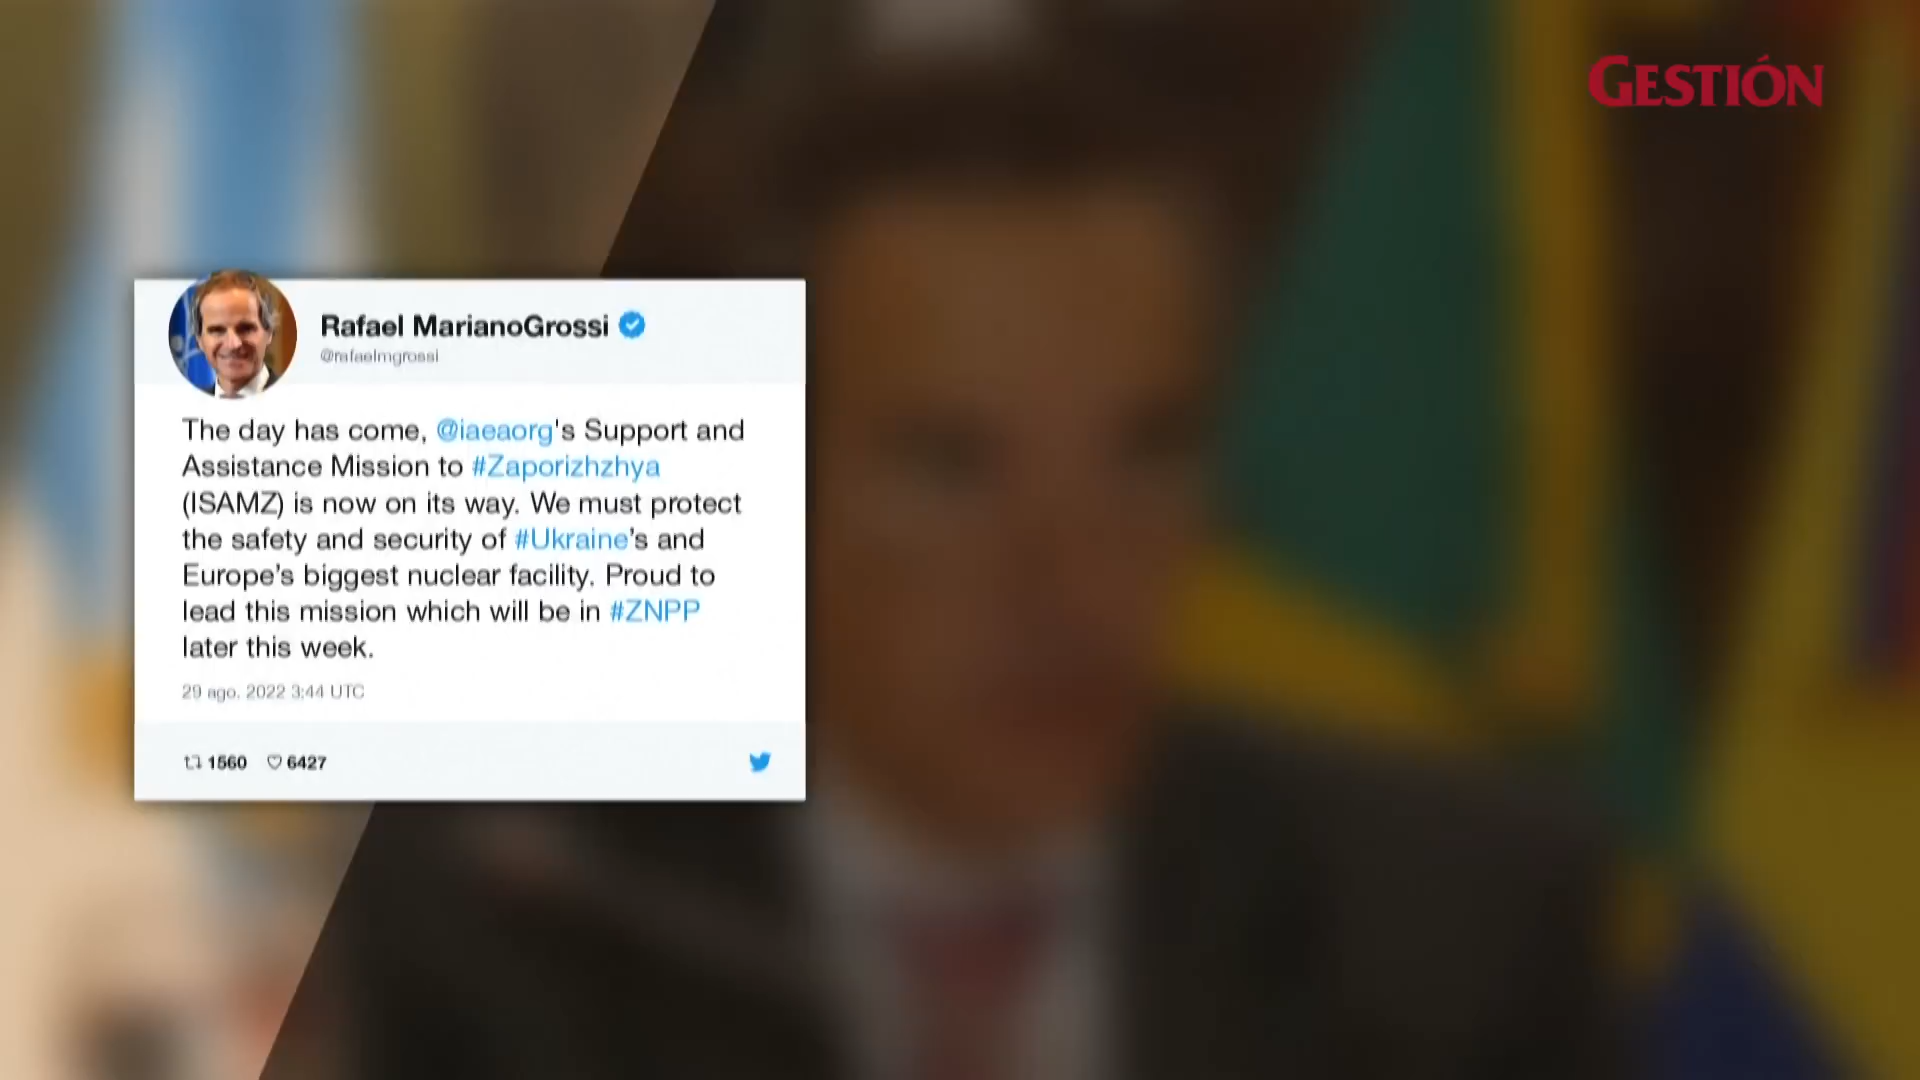 GESTIÓN
Rafael MarianoGrossi
@rafaelmgrossi
The day has come, @iaeaorg's Support and
Assistance Mission to #Zaporizhzhya
(ISAMZ) is now on its way. We must protect
the safety and security of #Ukraine’s and
Europe’s biggest nuclear facility. Proud to
lead this mission which will be in #ZNPP
later this week.
29 ago. 2022 3:44 UTC
1560 6427